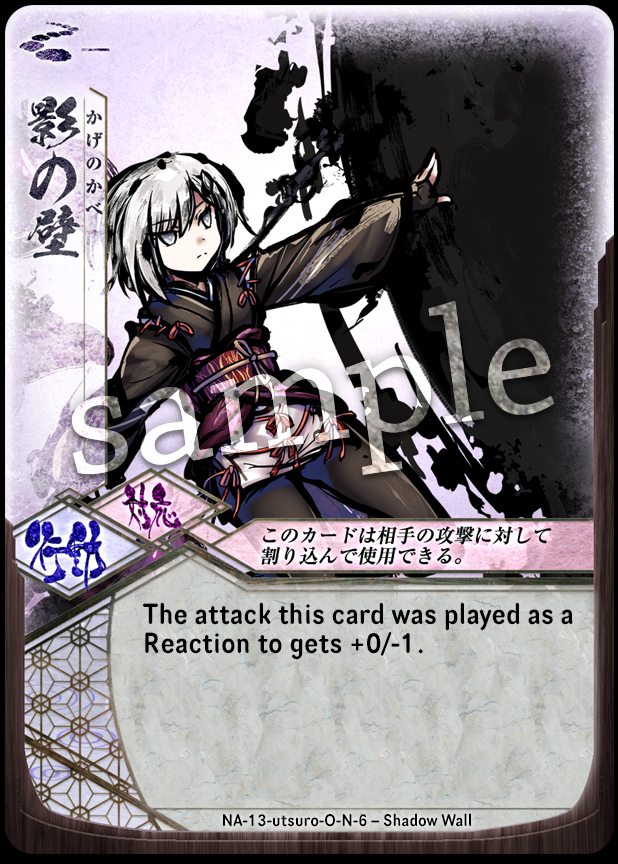 影の壁
かげのかべ
sample
対応
行動
このカードは相手の攻撃に対して
割り込んで使用できる。
The attack this card was played as a
Reaction to gets +0/-1.
NA-13-utsuro-O-N-6 – Shadow Wall